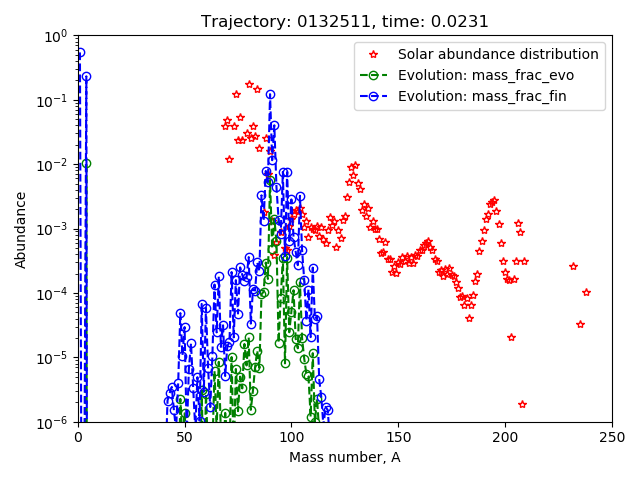 Trajectory: 0132511, time: 0.0231
Solar abundance distribution
Evolution: mass_frac_evo
Evolution: mass_frac_fin
Abundance
10⁰
10⁻¹
10⁻²
10⁻³
10⁻⁴
10⁻⁵
10⁻⁶
0 50 100 150 200 250
Mass number, A